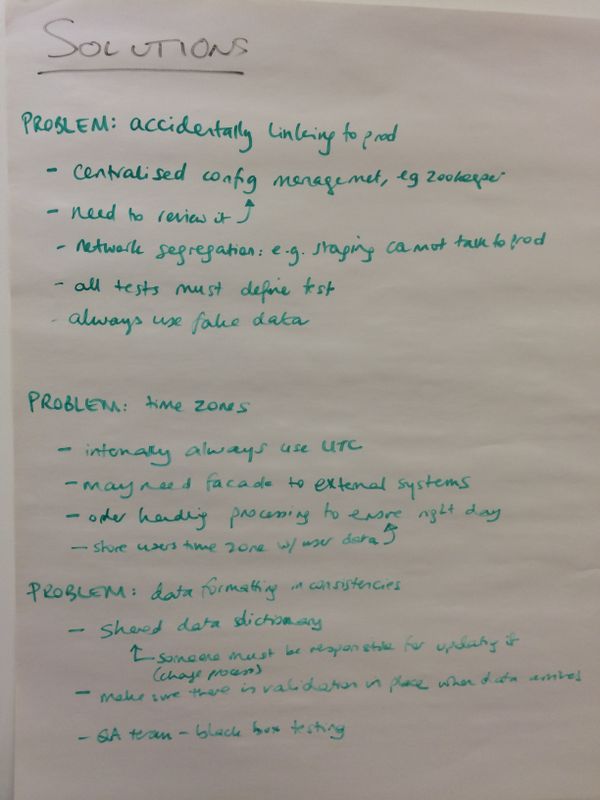 SOLUTIONS
PROBLEM: accidentally linking to prod
- centralised config management, eg zookeeper
- need to review it
- network segregation: e.g. staging cannot talk to prod
- all tests must define test
- always use fake data
PROBLEM: time zones
- internally always use UTC
- may need facade to external systems
- order handling processing to ensure right day
- store users time zone w/ user data
PROBLEM: data formatting inconsistencies
- shared data dictionary
someone must be responsible for updating it
(change process)
- make sure there is validation in place when data arrives
- QA team - black box testing